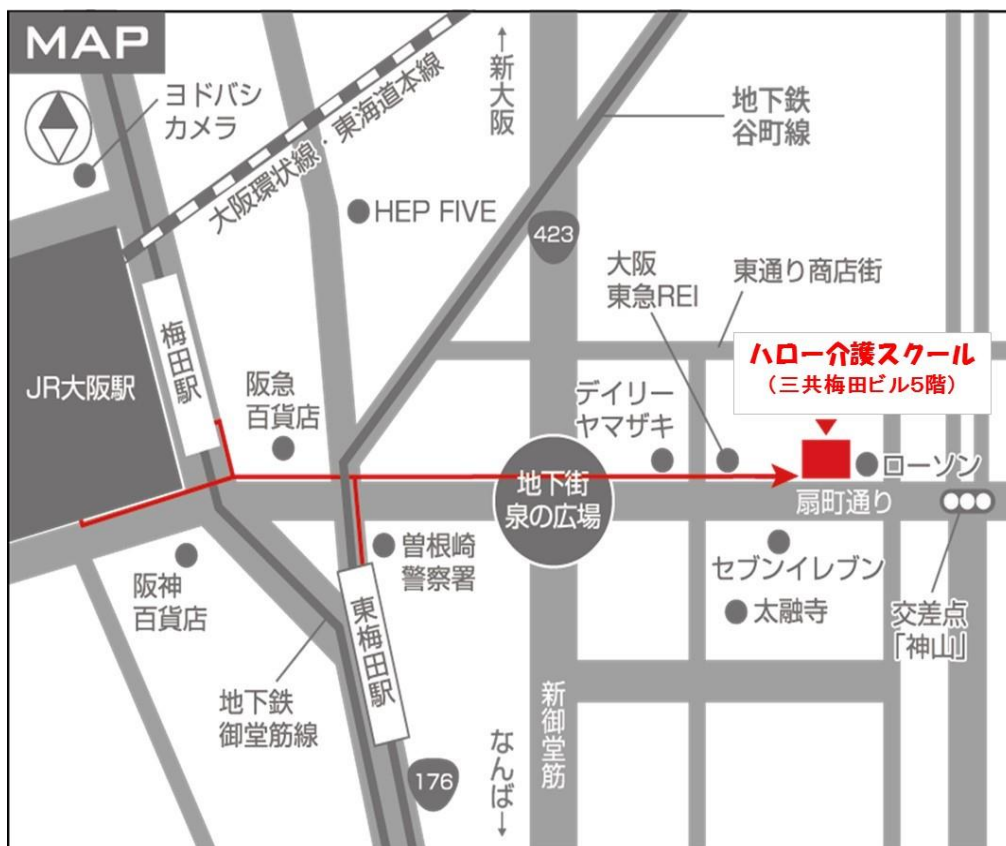 MAP
ヨドバシ
カメラ
大阪環状線・東海道本線
↑新大阪
地下鉄
谷町線
HEP FIVE
423
大阪
東急REI
東通り商店街
ハロー介護スクール
(三共梅田ビル5階)
梅田駅
JR大阪駅
阪急
百貨店
デイリー
ヤマザキ
地下街
泉の広場
ローソン
扇町通り
曽根崎
警察署
阪神
百貨店
セブンイレブン
太融寺
交差点
「神山」
東梅田駅
地下鉄
御堂筋線
新御堂筋
なんば↓
176